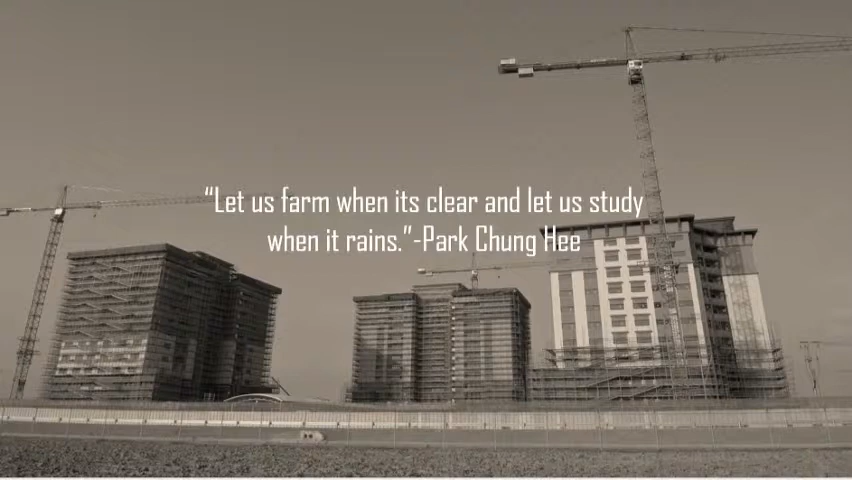 “Let us farm when its clear and let us study
when it rains.”-Park Chung Hee